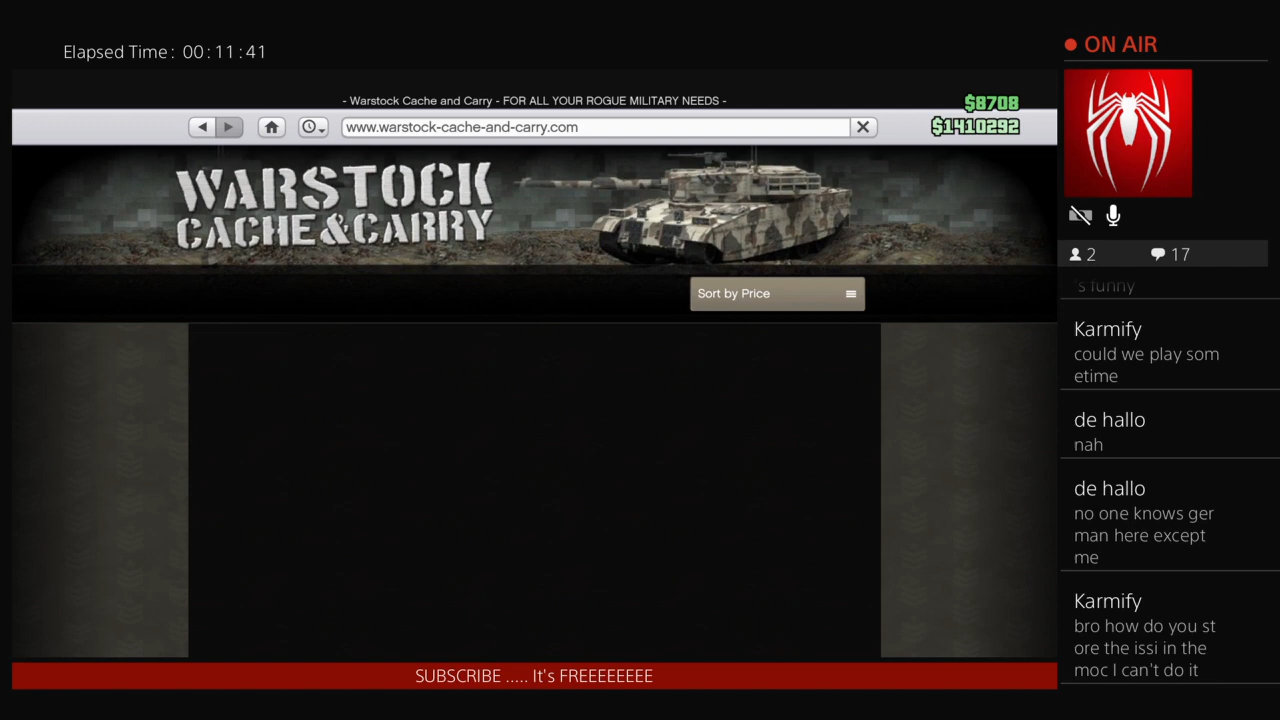 Elapsed Time: 00:11:41
ON AIR
- Warstock Cache and Carry - FOR ALL YOUR ROGUE MILITARY NEEDS -
$8708
$1410292
www.warstock-cache-and-carry.com
WARSTOCK
CACHE&CARRY
Sort by Price
2
17
's funny
Karmify
could we play som
etime
de hallo
nah
de hallo
no one knows ger
man here except
me
Karmify
bro how do you st
ore the issi in the
moc I can't do it
SUBSCRIBE ..... It's FREEEEEEEE